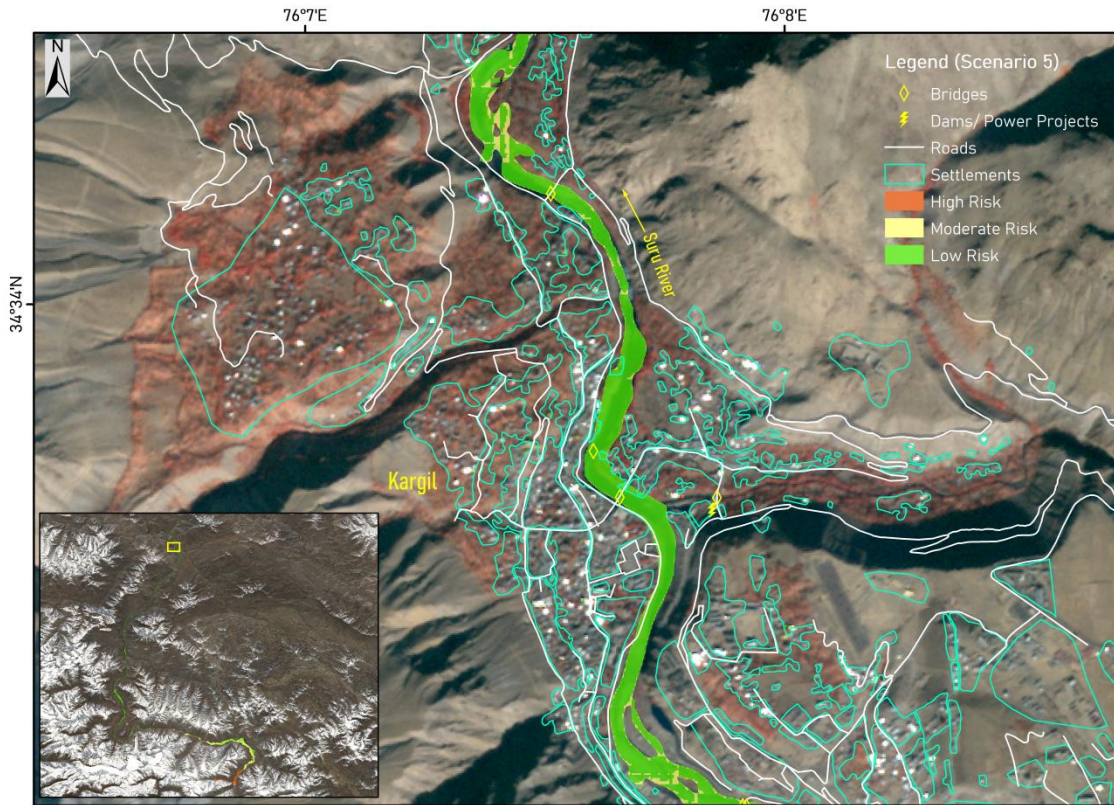 76°7'E
76°8'E
N
Legend (Scenario 5)
Bridges
Dams/ Power Projects
Roads
Settlements
High Risk
Moderate Risk
Low Risk
Suru River
34°34'N
Kargil